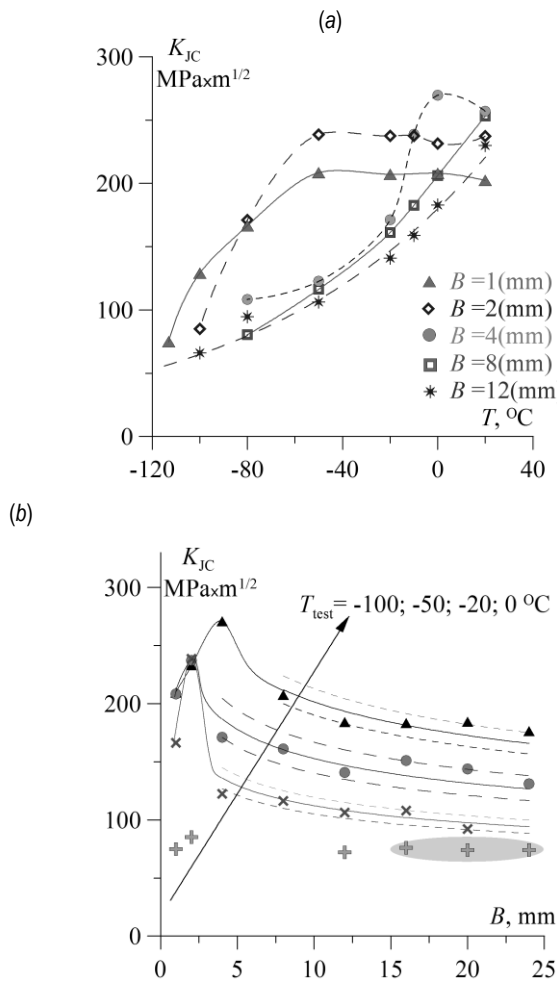 (a)
K_JC
MPa×m^1/2
300
200
100
0
B =1(mm)
B =2(mm)
B =4(mm)
B =8(mm)
B =12(mm
T, °C
-120 -80 -40 0 40
(b)
K_JC
MPa×m^1/2
300
T_test= -100; -50; -20; 0 °C
200
100
B, mm
0
0 5 10 15 20 25